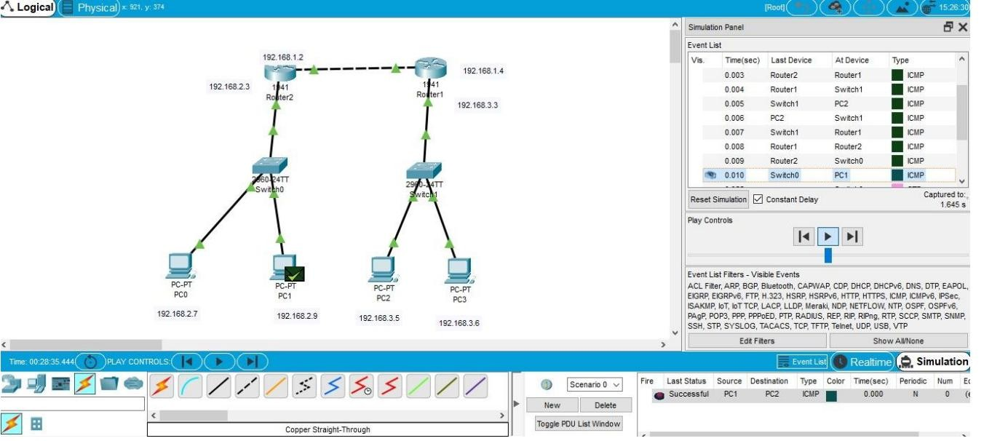 Logical Physical x: 921, y: 374 [Root] 15:26:30
Simulation Panel
Event List
Vis. Time(sec) Last Device At Device Type
0.003 Router2 Router1 ICMP
0.004 Router1 Switch1 ICMP
0.005 Switch1 PC2 ICMP
0.006 PC2 Switch1 ICMP
0.007 Switch1 Router1 ICMP
0.008 Router1 Router2 ICMP
0.009 Router2 Switch0 ICMP
0.010 Switch0 PC1 ICMP
Reset Simulation Constant Delay
Captured to:
1.645 s
Play Controls
Event List Filters - Visible Events
ACL Filter, ARP, BGP, Bluetooth, CAPWAP, CDP, DHCP, DHCPv6, DNS, DTP, EAPOL,
EIGRP, EIGRPv6, FTP, H.323, HSRP, HSRPv6, HTTP, HTTPS, ICMP, ICMPv6, IPSec,
ISAKMP, IoT, IoT TCP, LACP, LLDP, Meraki, NDP, NETFLOW, NTP, OSPF, OSPFv6,
PAgP, POP3, PPP, PPPoED, PTP, RADIUS, REP, RIP, RIPng, RTP, SCCP, SMTP, SNMP,
SSH, STP, SYSLOG, TACACS, TCP, TFTP, Telnet, UDP, USB, VTP
Edit Filters Show All/None
192.168.1.2
192.168.1.4
192.168.2.3
1941
Router2
1941
Router1
192.168.3.3
2960-24TT
Switch0
2960-24TT
Switch1
PC-PT
PC0
PC-PT
PC1
PC-PT
PC2
PC-PT
PC3
192.168.2.7
192.168.2.9
192.168.3.5
192.168.3.6
Time: 00:28:35.444 PLAY CONTROLS: Event List Realtime Simulation
Copper Straight-Through
Scenario 0
New Delete
Toggle PDU List Window
Fire Last Status Source Destination Type Color Time(sec) Periodic Num
Successful PC1 PC2 ICMP 0.000 N 0